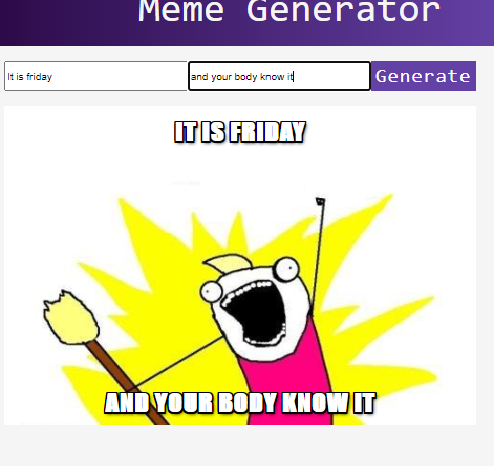 Meme Generator
It is friday
and your body know it
Generate
IT IS FRIDAY
AND YOUR BODY KNOW IT